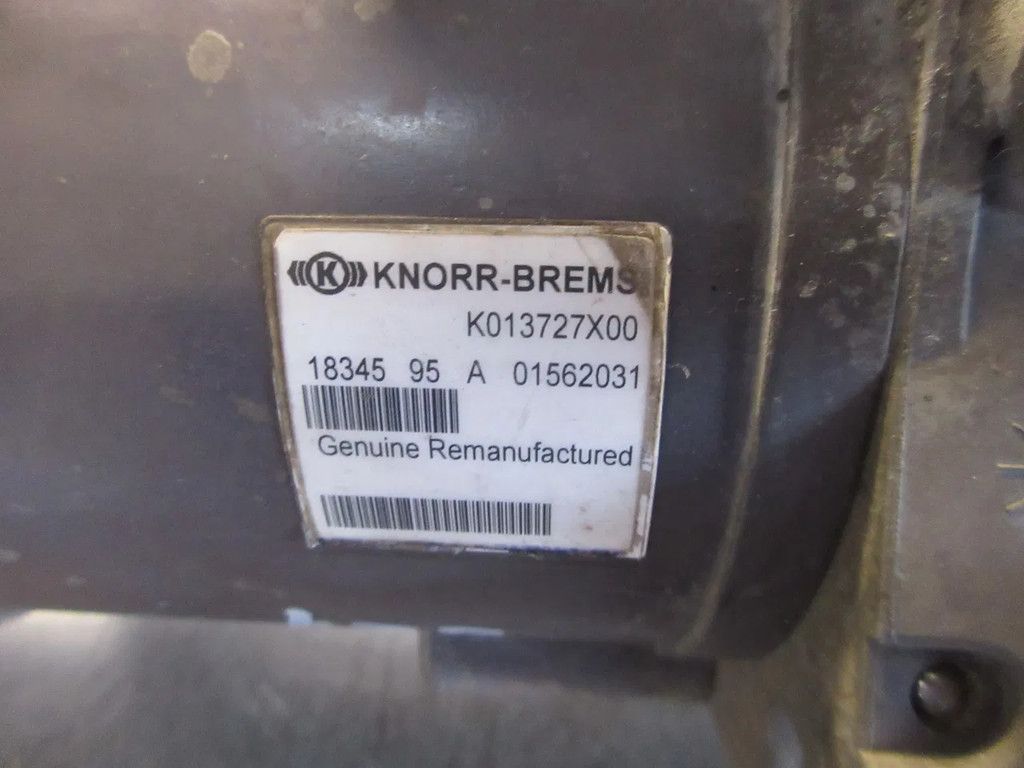 K KNORR-BREMS
K013727X00
18345 95 A 01562031
Genuine Remanufactured